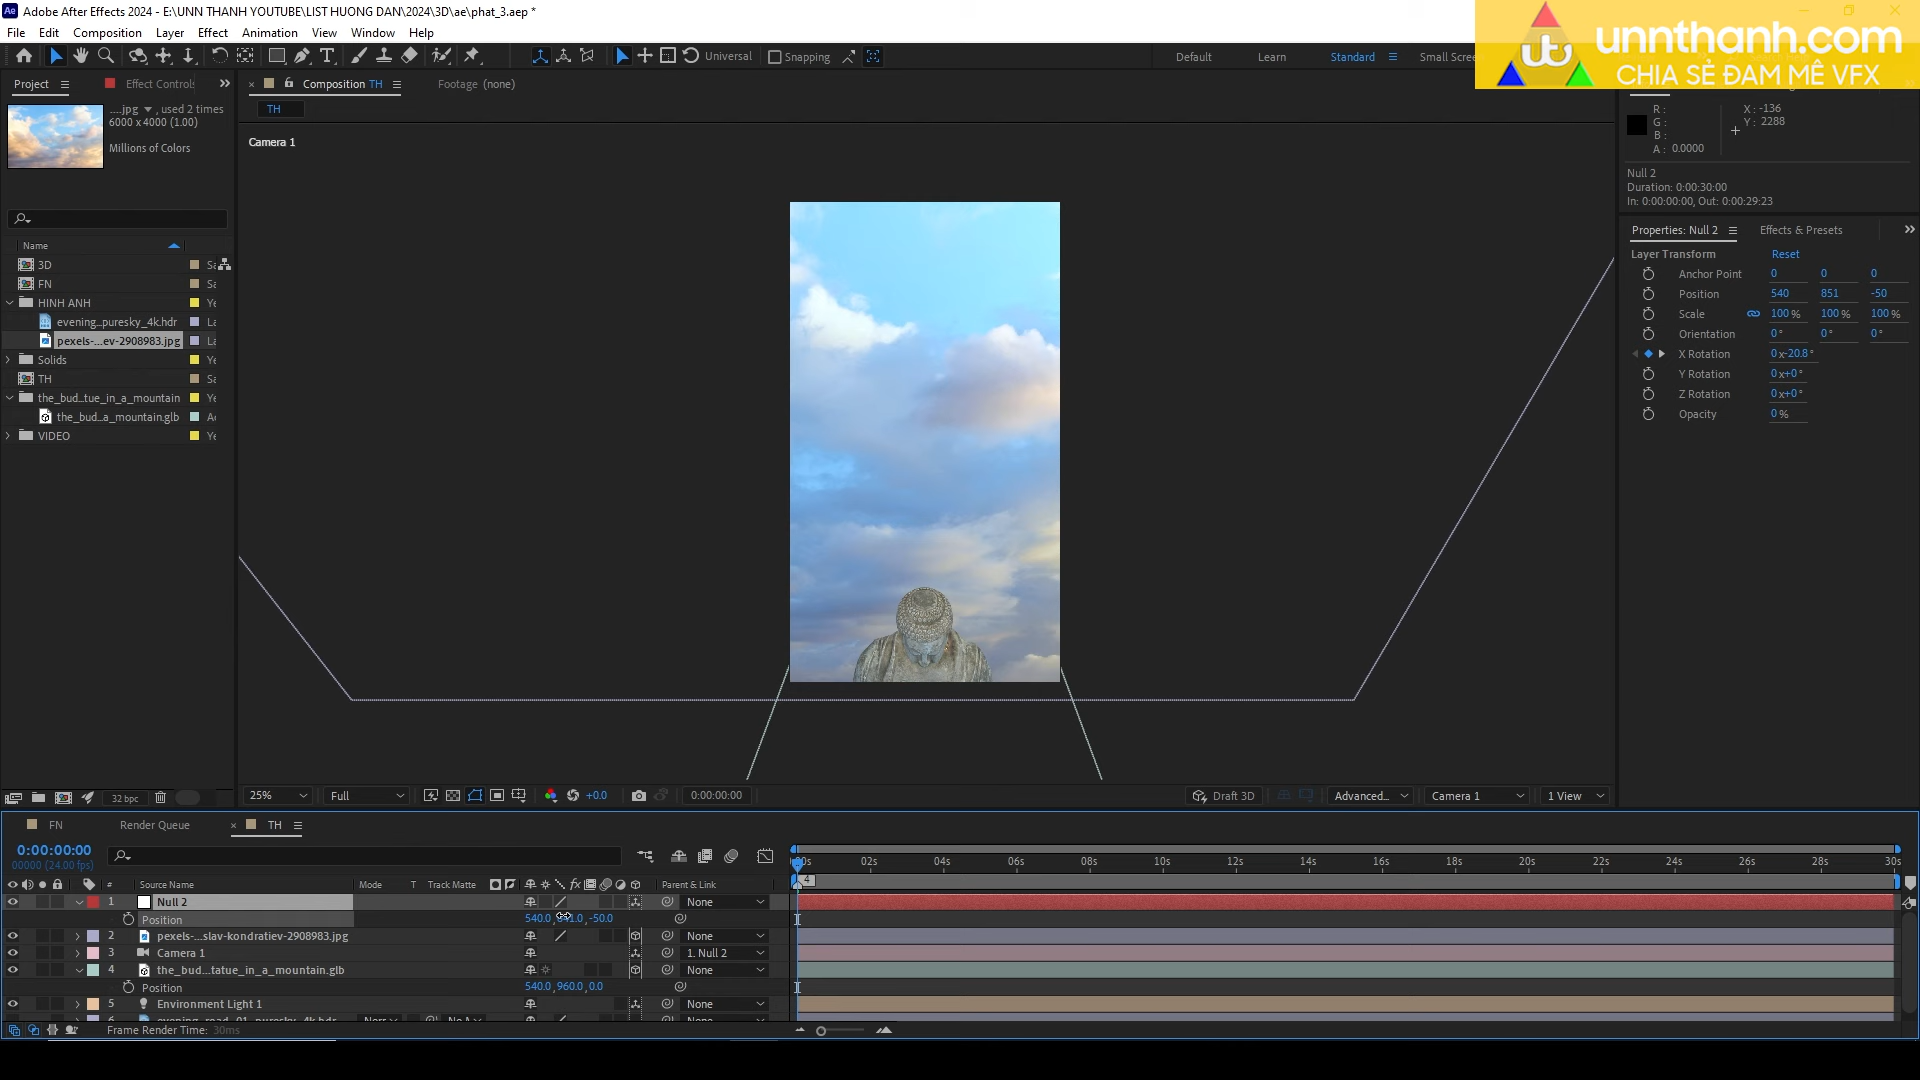 Adobe After Effects 2024 - E:\UNN THANH YOUTUBE\LIST HUONG DAN\2024\3D\ae\phat_3.aep *
File Edit Composition Layer Effect Animation View Window Help
Universal Snapping Default Learn Standard Small Scree
unnthanh.com
CHIA SẺ ĐAM MÊ VFX
Project Effect Controls
....jpg , used 2 times
6000 x 4000 (1.00)
Millions of Colors
Name
3D
FN
HINH ANH
evening_puresky_4k.hdr
pexels-...ev-2908983.jpg
Solids
TH
the_bud...tue_in_a_mountain
the_bud...a_mountain.glb
VIDEO
32 bpc
Composition TH
Footage (none)
TH
Camera 1
25% Full +0.0 0:00:00:00 Draft 3D Advanced... Camera 1 1 View
R :
G :
B :
A : 0.0000
X : -136
Y : 2288
Null 2
Duration: 0:00:30:00
In: 0:00:00:00, Out: 0:00:29:23
Properties: Null 2 Effects & Presets
Layer Transform Reset
Anchor Point 0 0 0
Position 540 851 -50
Scale 100 % 100 % 100 %
Orientation 0° 0° 0°
X Rotation 0x-20.8°
Y Rotation 0x+0°
Z Rotation 0x+0°
Opacity 0 %
FN Render Queue TH
0:00:00:00
00000 (24.00 fps)
# Source Name Mode T Track Matte Parent & Link
02s 04s 06s 08s 10s 12s 14s 16s 18s 20s 22s 24s 26s 28s 30s
4
1 Null 2 None
Position 540.0 -50.0
2 pexels-...slav-kondratiev-2908983.jpg None
3 Camera 1 1. Null 2
4 the_bud...tatue_in_a_mountain.glb None
Position 540.0, 960.0, 0.0
5 Environment Light 1 None
Frame Render Time: 30ms